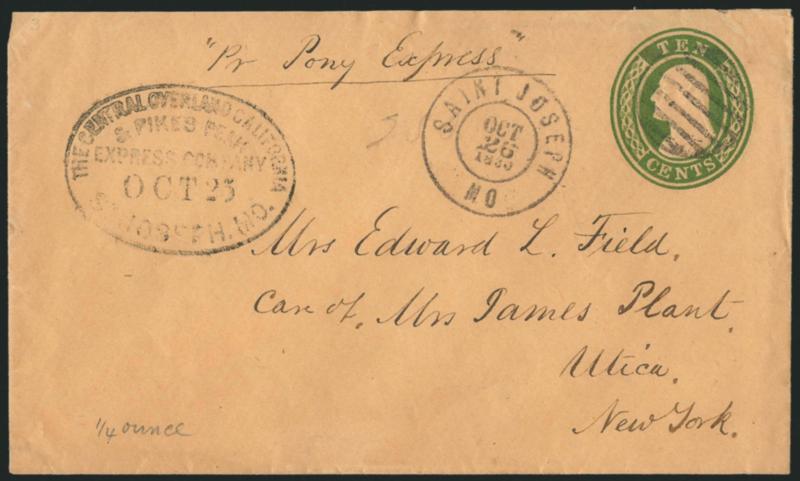 "Pr Pony Express"
THE CENTRAL OVERLAND CALIFORNIA
& PIKES PEAK
EXPRESS COMPANY
OCT 25
ST JOSEPH. MO.
SAINT JOSEPH
OCT
26
MO
TEN
CENTS
Mrs Edward L. Field,
Care of, Mrs James Plant.
Utica.
New York.
1/4 ounce